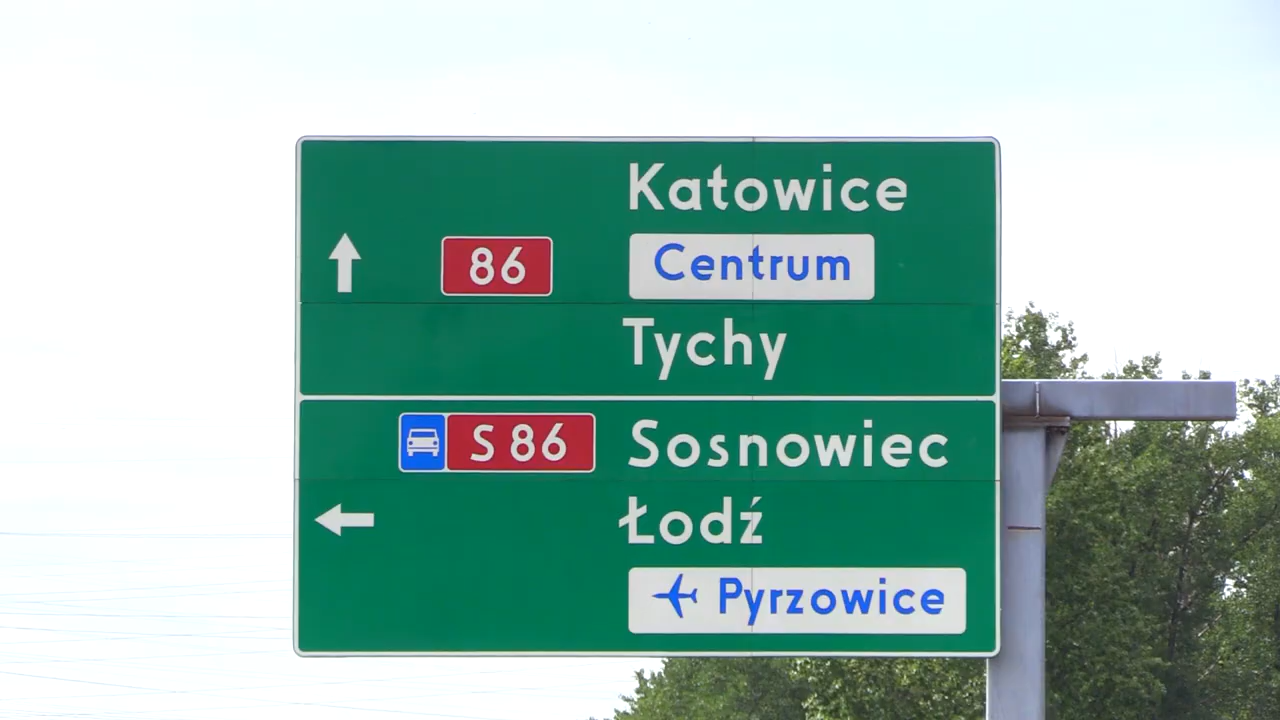 Katowice
86 Centrum
Tychy
S 86 Sosnowiec
Łodź
Pyrzowice